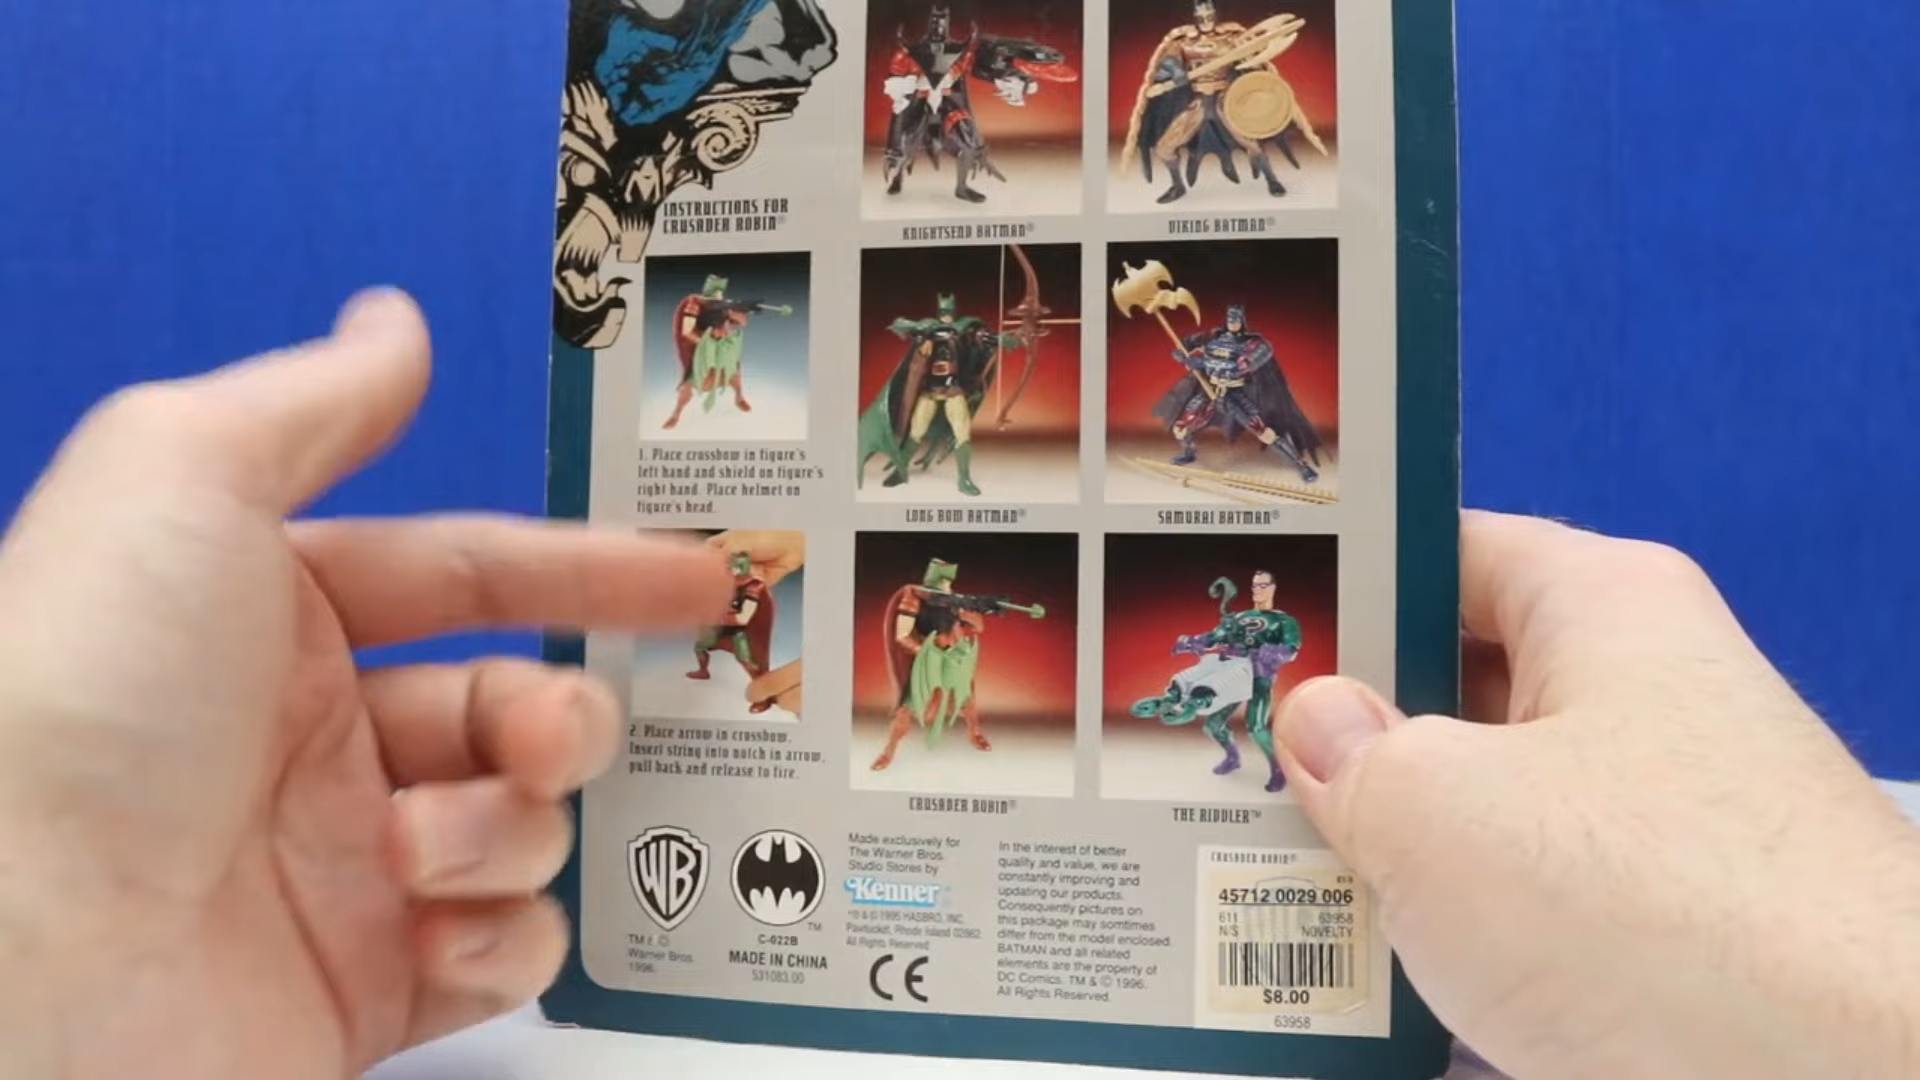 INSTRUCTIONS FOR
CRUSADER ROBIN®
1. Place crossbow in figure's
left hand and shield on figure's
right hand. Place helmet on
figure's head.
2. Place arrow in crossbow.
Insert string into notch in arrow,
pull back and release to fire.
KNIGHTSEND BATMAN®
VIKING BATMAN®
LONG BOW BATMAN®
SAMURAI BATMAN®
CRUSADER ROBIN®
THE RIDDLER™
WB
TM & ©
Warner Bros.
1996.
TM
C-022B
MADE IN CHINA
531083.00
Made exclusively for
The Warner Bros.
Studio Stores by
Kenner
®& © 1995 HASBRO, INC.
Pawtucket, Rhode Island 02862
All Rights Reserved
CE
In the interest of better
quality and value, we are
constantly improving and
updating our products.
Consequently pictures on
this package may somtimes
differ from the model enclosed.
BATMAN and all related
elements are the property of
DC Comics. TM & © 1996.
All Rights Reserved.
CRUSADER ROBIN®
45712 0029 006
611 63958
N/S NOVELTY
$8.00
63958